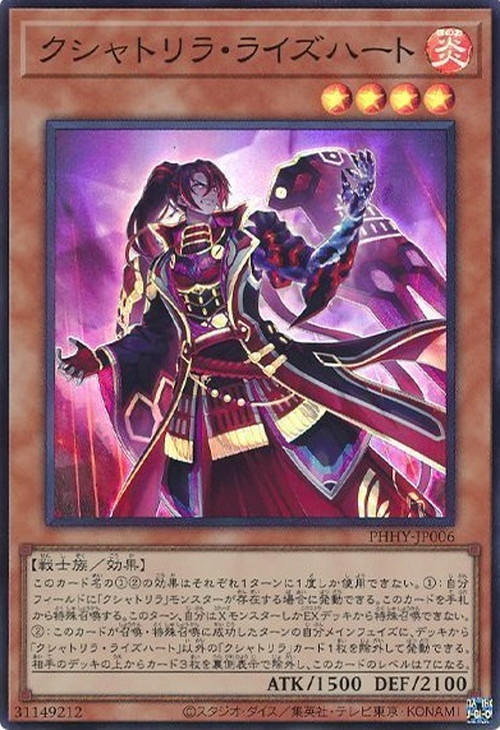 クシャトリラ・ライズハート
炎
PHHY-JP006
【戦士族/効果】
このカード名の①②の効果はそれぞれ1ターンに1度しか使用できない。①:自分
フィールドに「クシャトリラ」モンスターが存在する場合に発動できる。このカードを手札
から特殊召喚する。このターン、自分はXモンスターしかEXデッキから特殊召喚できない。
②:このカードが召喚・特殊召喚に成功したターンの自分メインフェイズに、デッキから
「クシャトリラ・ライズハート」以外の「クシャトリラ」カード1枚を除外して発動できる。
相手のデッキの上からカード3枚を裏側表示で除外し、このカードのレベルは7になる。
ATK/1500 DEF/2100
31149212 ©スタジオ・ダイス/集英社・テレビ東京・KONAMI